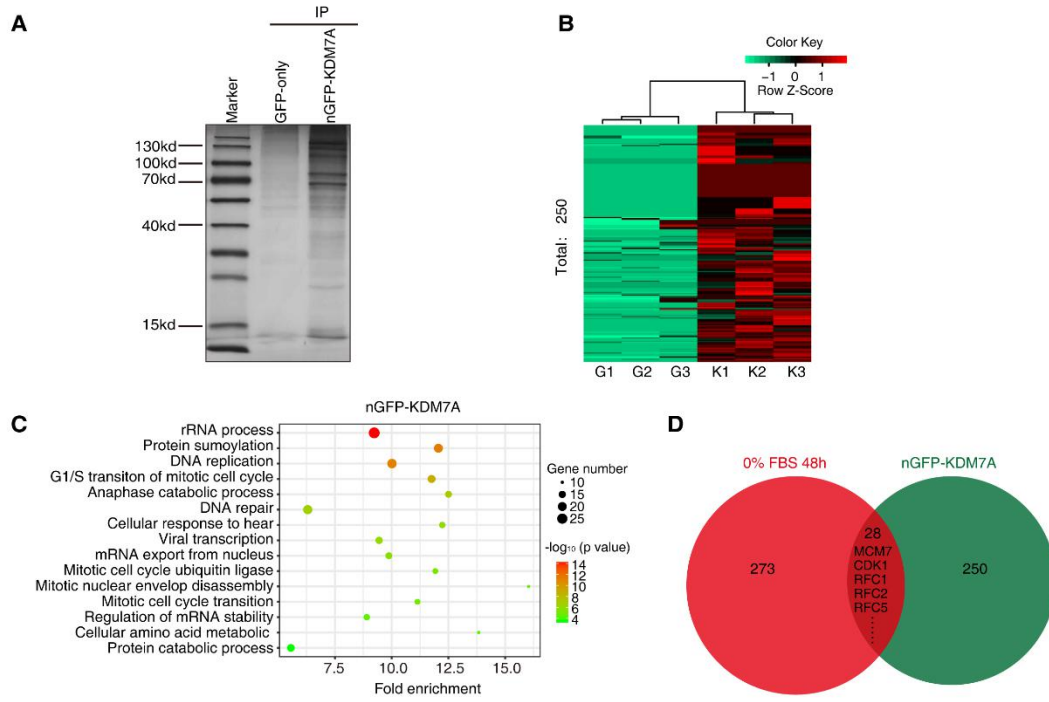 A
IP
Marker
GFP-only
nGFP-KDM7A
130kd
100kd
70kd
40kd
15kd
B
Color Key
−1 0 1
Row Z-Score
Total: 250
G1 G2 G3 K1 K2 K3
C
nGFP-KDM7A
rRNA process
Protein sumoylation
DNA replication
G1/S transiton of mitotic cell cycle
Anaphase catabolic process
DNA repair
Cellular response to hear
Viral transcription
mRNA export from nucleus
Mitotic cell cycle ubiquitin ligase
Mitotic nuclear envelop disassembly
Mitotic cell cycle transition
Regulation of mRNA stability
Cellular amino acid metabolic
Protein catabolic process
7.5 10.0 12.5 15.0
Fold enrichment
Gene number
10
15
20
25
-log₁₀ (p value)
14
12
10
8
6
4
D
0% FBS 48h
nGFP-KDM7A
273
28
MCM7
CDK1
RFC1
RFC2
RFC5
250